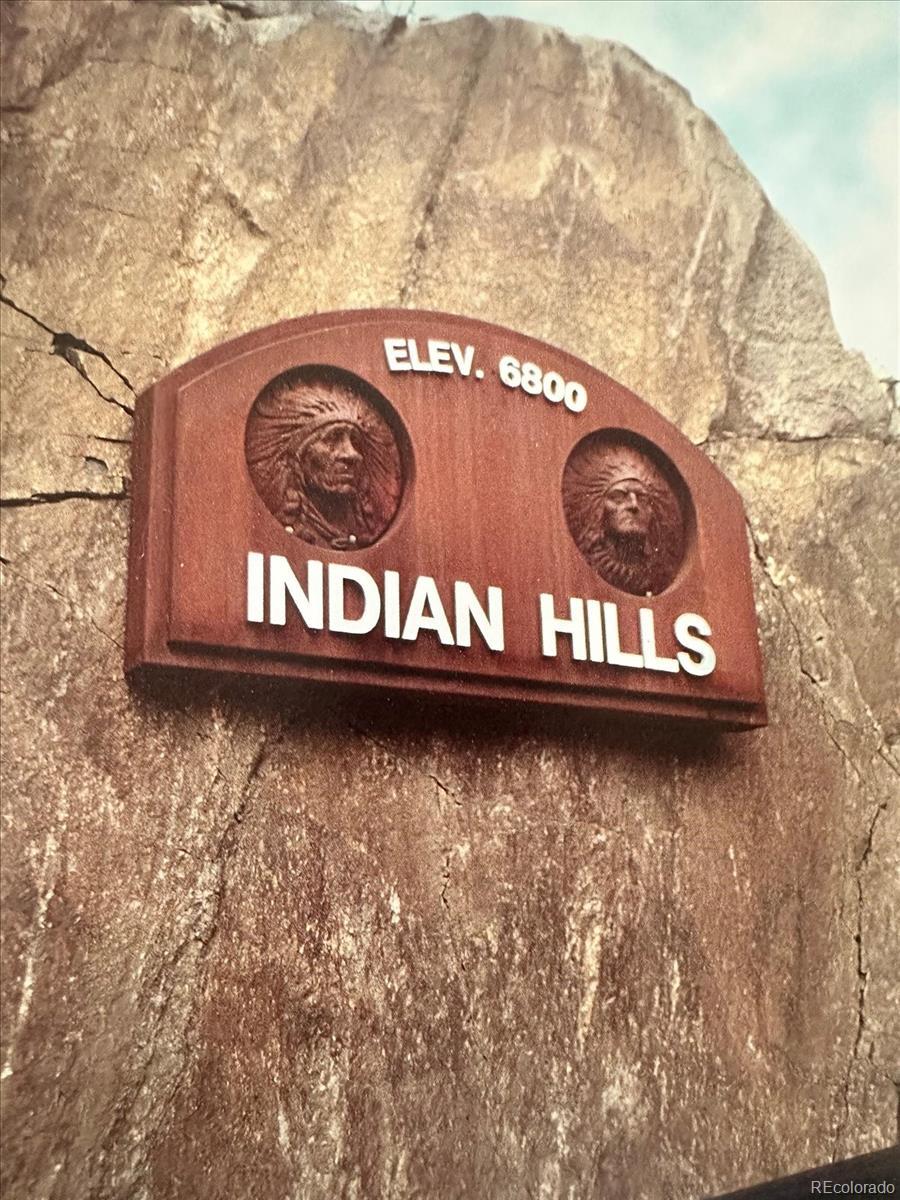 ELEV. 6800
INDIAN HILLS
REcolorado